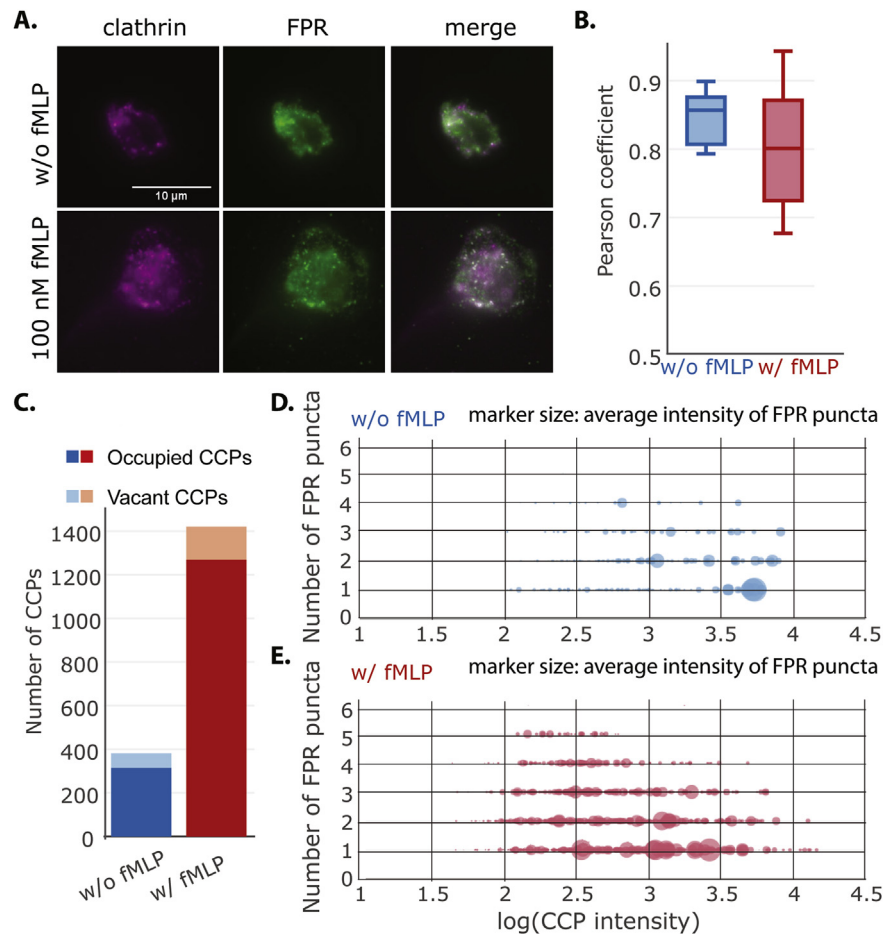 A.
clathrin
FPR
merge
w/o fMLP
10 µm
100 nM fMLP
B.
Pearson coefficient
0.9
0.8
0.7
0.6
0.5
w/o fMLP
w/ fMLP
C.
Occupied CCPs
Vacant CCPs
Number of CCPs
1400
1200
1000
800
600
400
200
0
w/o fMLP
w/ fMLP
D.
w/o fMLP
marker size: average intensity of FPR puncta
Number of FPR puncta
6
5
4
3
2
1
0
1
1.5
2
2.5
3
3.5
4
4.5
E.
w/ fMLP
marker size: average intensity of FPR puncta
Number of FPR puncta
6
5
4
3
2
1
0
1
1.5
2
2.5
3
3.5
4
4.5
log(CCP intensity)